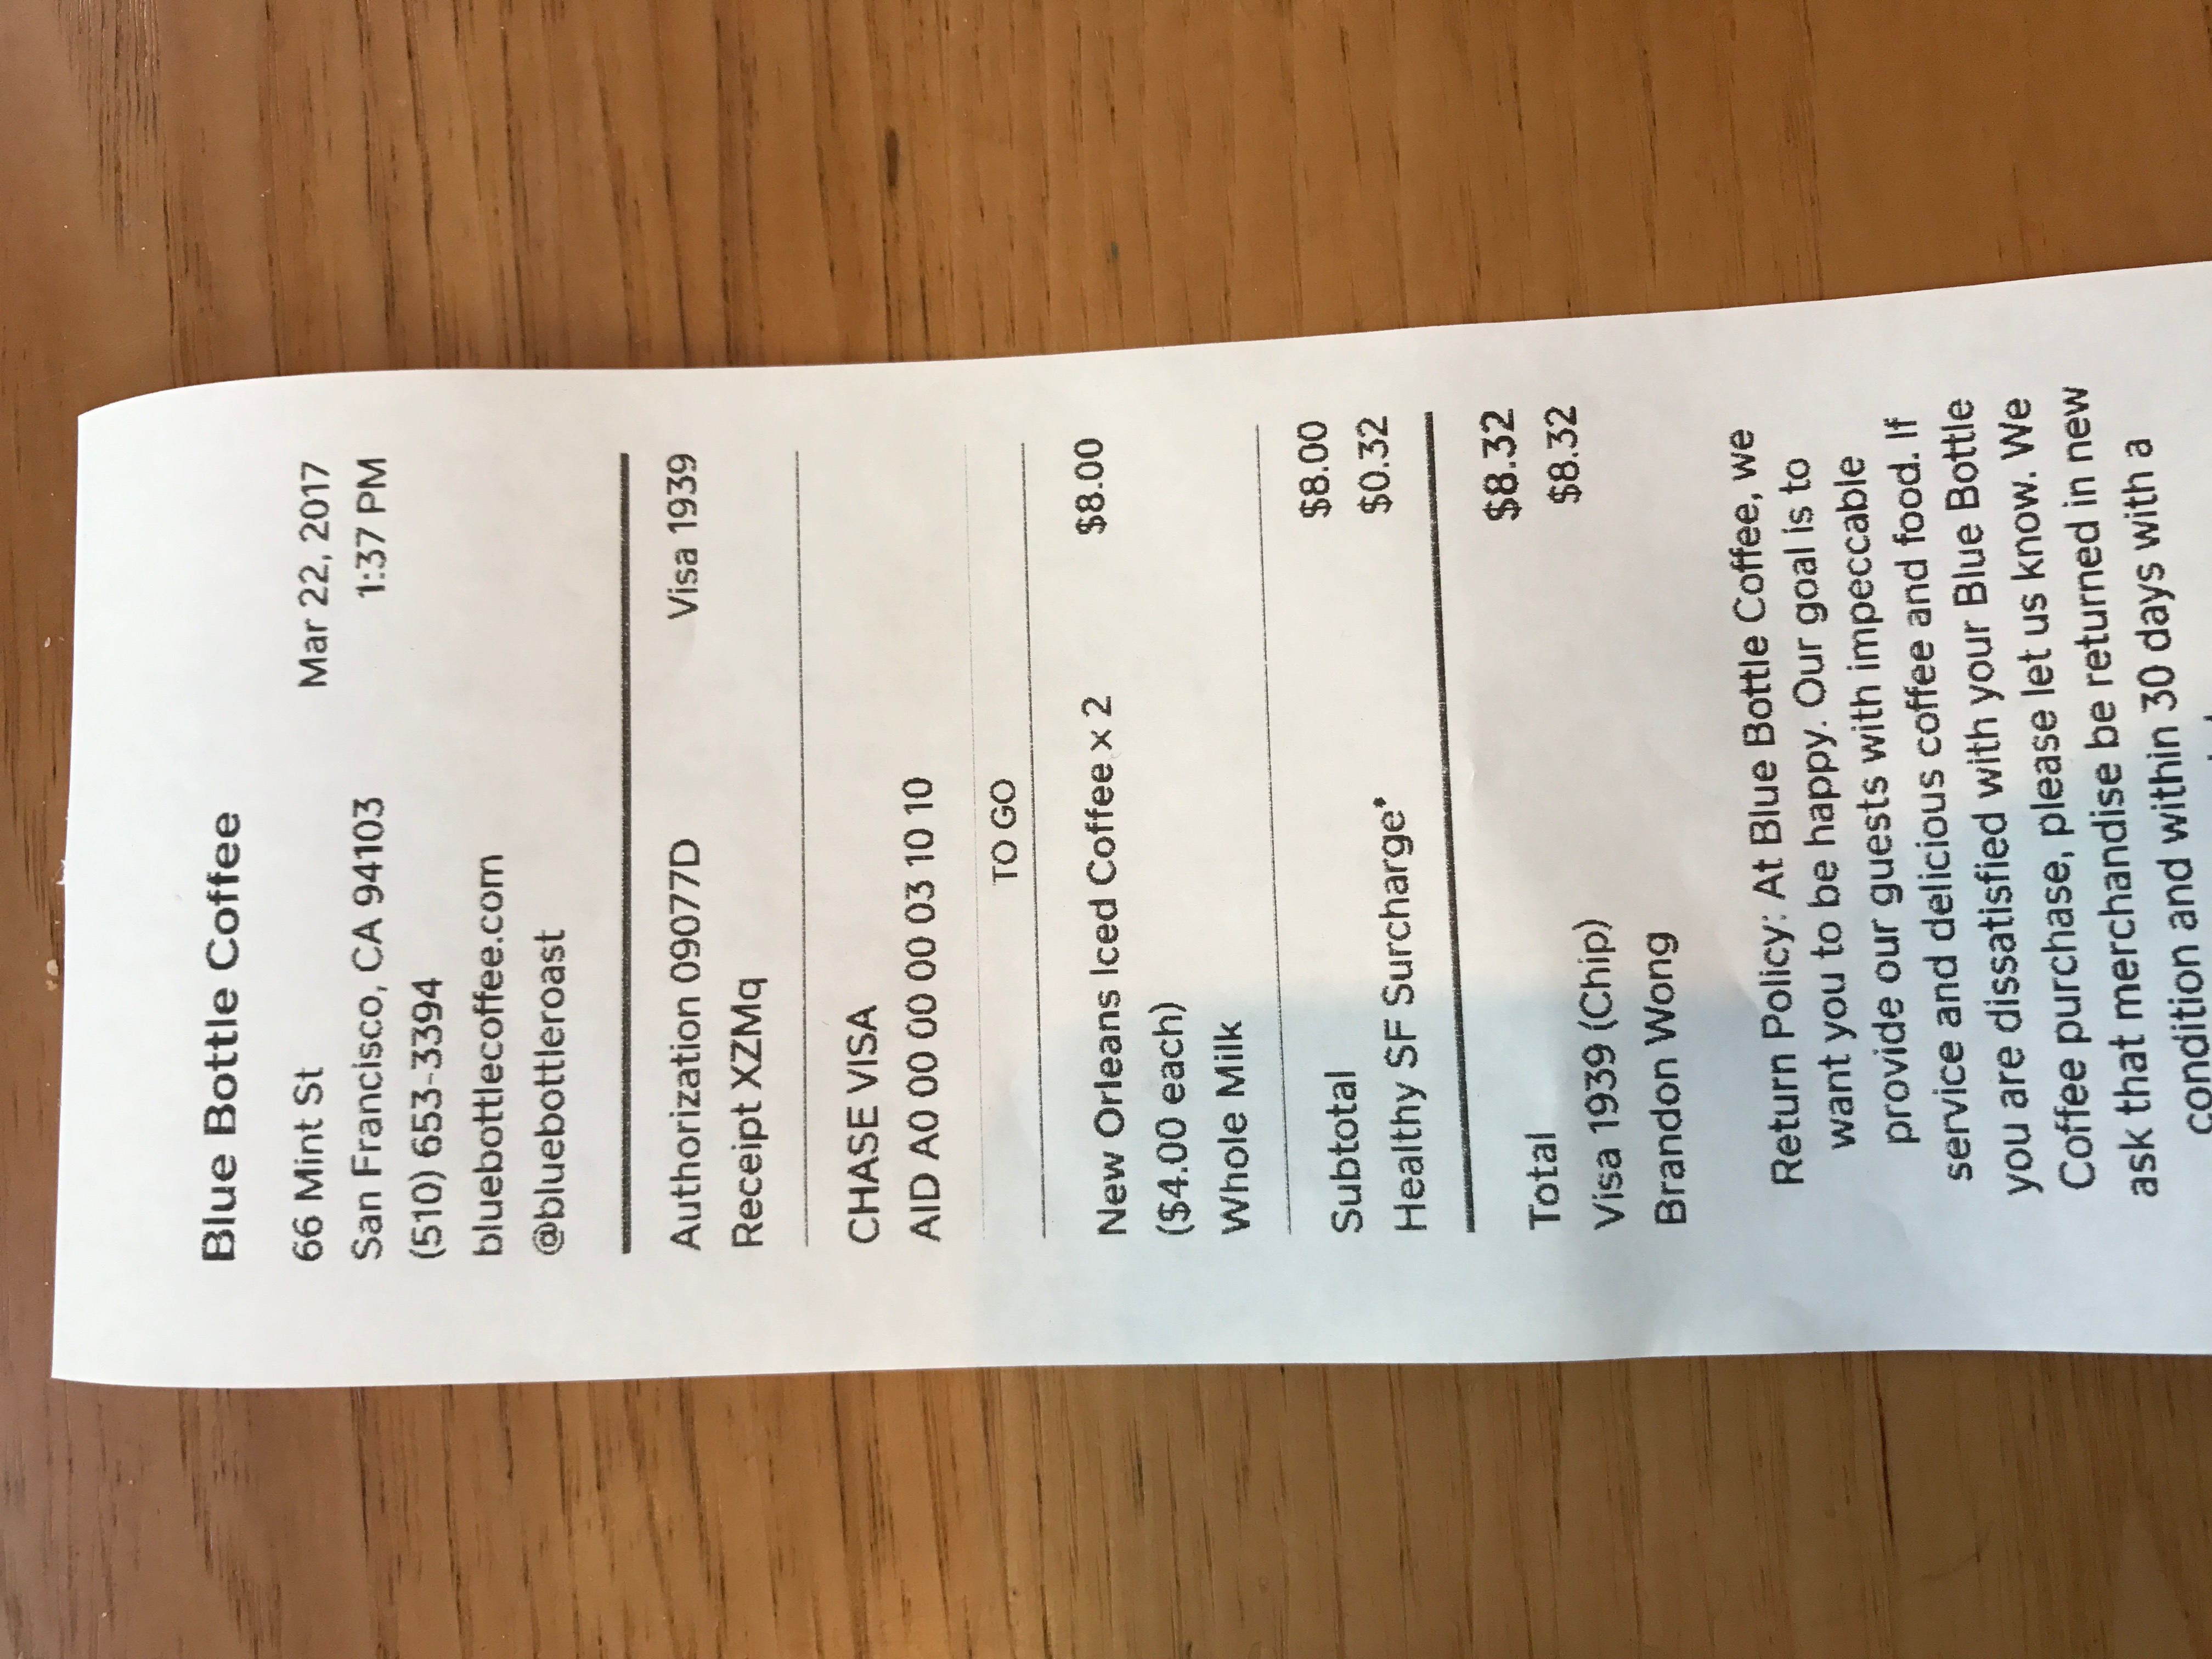 Blue Bottle Coffee
66 Mint St Mar 22, 2017
San Francisco, CA 94103 1:37 PM
(510) 653-3394
bluebottlecoffee.com
@bluebottleroast
Authorization 09077D Visa 1939
Receipt XZMq
CHASE VISA
AID A0 00 00 00 03 10 10
TO GO
New Orleans Iced Coffee x 2 $8.00
($4.00 each)
Whole Milk
Subtotal $8.00
Healthy SF Surcharge* $0.32
Total $8.32
Visa 1939 (Chip) $8.32
Brandon Wong
Return Policy: At Blue Bottle Coffee, we
want you to be happy. Our goal is to
provide our guests with impeccable
service and delicious coffee and food. If
you are dissatisfied with your Blue Bottle
Coffee purchase, please let us know. We
ask that merchandise be returned in new
condition and within 30 days with a